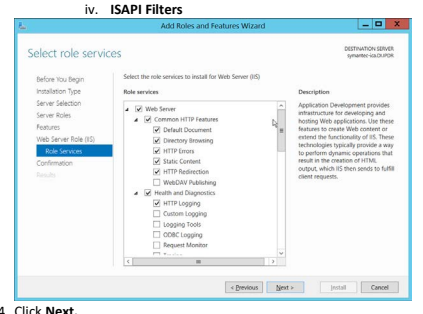 iv. ISAPI Filters
Add Roles and Features Wizard
Select role services
DESTINATION SERVER
Before You Begin
Installation Type
Server Selection
Server Roles
Features
Web Server Role (IIS)
Role Services
Confirmation
Results
Select the role services to install for Web Server (IIS)
Role services
Web Server
Common HTTP Features
Default Document
Directory Browsing
HTTP Errors
Static Content
HTTP Redirection
WebDAV Publishing
Health and Diagnostics
HTTP Logging
Custom Logging
Logging Tools
ODBC Logging
Request Monitor
Description
Application Development provides
infrastructure for developing and
hosting Web applications. Use these
features to create Web content or
extend the functionality of IIS. These
technologies typically provide a way
to perform dynamic operations that
result in the creation of HTML
output, which IIS then sends to fulfill
client requests.
< Previous
Next >
Install
Cancel
4. Click Next.